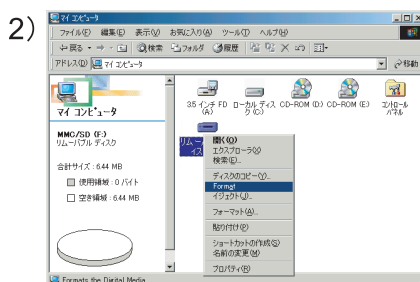 2)
マイ コンピュータ
ファイル(F) 編集(E) 表示(V) お気に入り(A) ツール(T) ヘルプ(H)
戻る 検索 フォルダ 履歴
アドレス(D) マイ コンピュータ 移動
マイ コンピュータ
MMC/SD (F:)
リムーバブル ディスク
合計サイズ : 6.44 MB
使用領域 : 0 バイト
空き領域 : 6.44 MB
3.5 インチ FD (A:)
ローカル ディスク (C:)
CD-ROM (D:)
CD-ROM (E:)
コントロール パネル
開く(O)
エクスプローラ(X)
検索(E)...
ディスクのコピー(Y)...
Format
イジェクト(J)...
フォーマット(A)...
貼り付け(P)
ショートカットの作成(S)
名前の変更(M)
プロパティ(R)
Formats the Digital Media